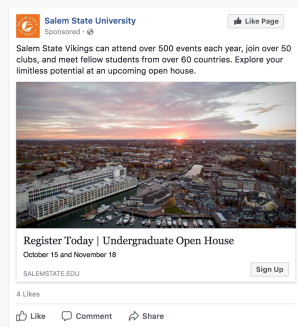 Salem State University
Like Page
Sponsored ·
Salem State Vikings can attend over 500 events each year, join over 50
clubs, and meet fellow students from over 60 countries. Explore your
limitless potential at an upcoming open house.
Register Today | Undergraduate Open House
October 15 and November 18
SALEMSTATE.EDU
Sign Up
4 Likes
Like Comment Share